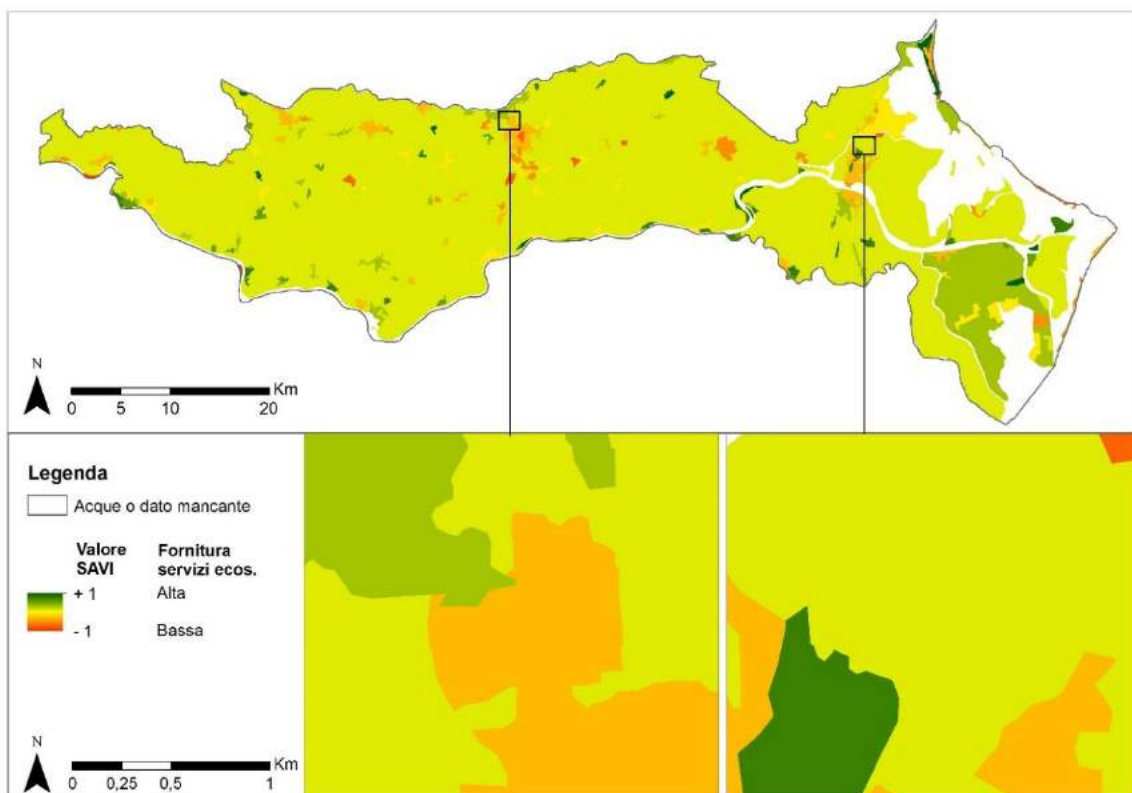 N
Km
0 5 10 20
Legenda
Acque o dato mancante
Valore SAVI Fornitura servizi ecos.
+ 1 Alta
- 1 Bassa
N
Km
0 0,25 0,5 1